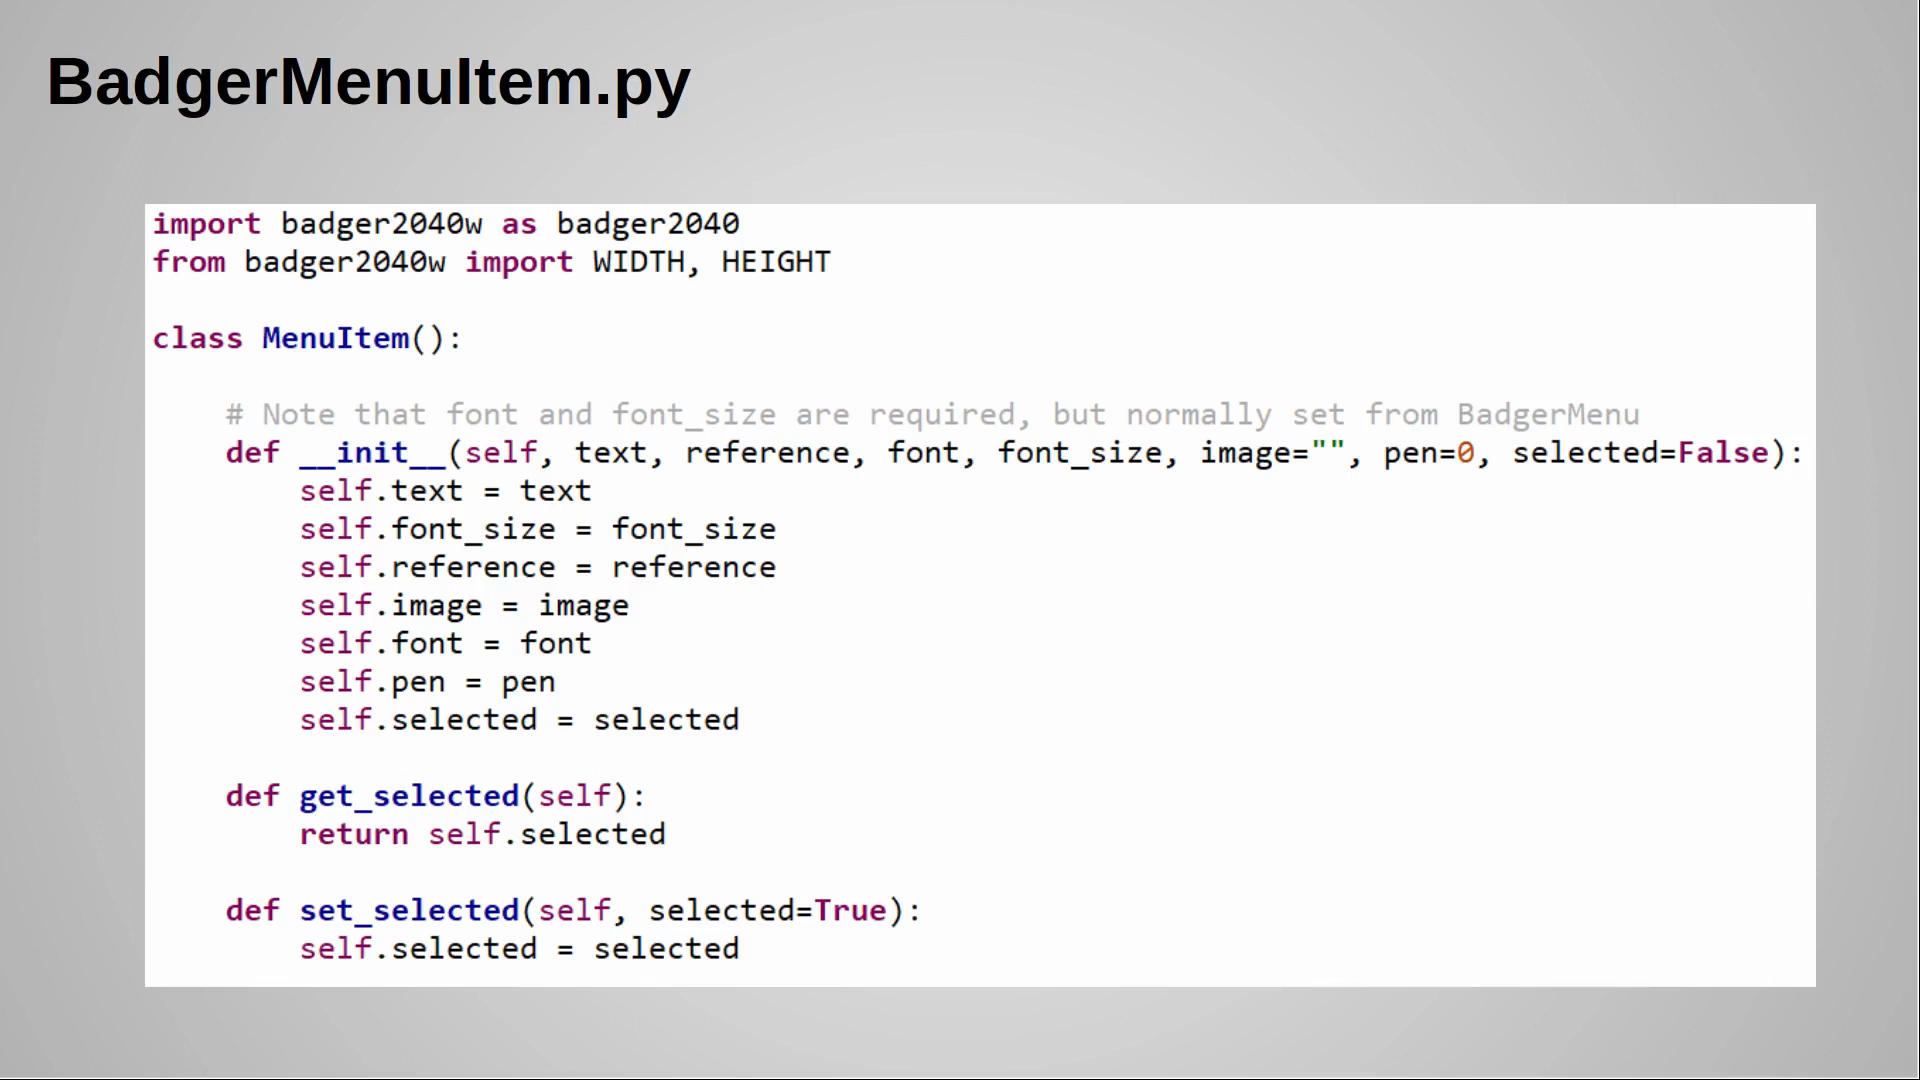 BadgerMenuItem.py
import badger2040w as badger2040
from badger2040w import WIDTH, HEIGHT
class MenuItem():
# Note that font and font_size are required, but normally set from BadgerMenu
def __init__(self, text, reference, font, font_size, image="", pen=0, selected=False):
self.text = text
self.font_size = font_size
self.reference = reference
self.image = image
self.font = font
self.pen = pen
self.selected = selected
def get_selected(self):
return self.selected
def set_selected(self, selected=True):
self.selected = selected